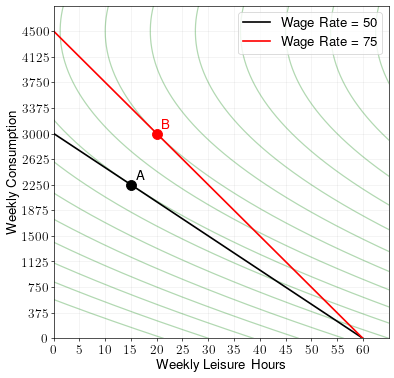 Wage Rate = 50
Wage Rate = 75
4500
4125
3750
3375
3000
2625
2250
1875
1500
1125
750
375
0
Weekly Consumption
B
A
0 5 10 15 20 25 30 35 40 45 50 55 60
Weekly Leisure Hours